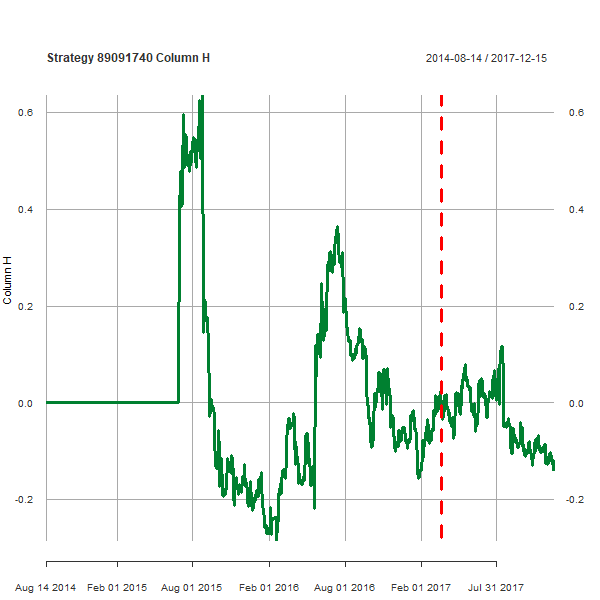 Strategy 89091740 Column H
2014-08-14 / 2017-12-15
0.6
0.6
0.4
0.4
0.2
0.2
0.0
0.0
-0.2
-0.2
Column H
Aug 14 2014
Feb 01 2015
Aug 01 2015
Feb 01 2016
Aug 01 2016
Feb 01 2017
Jul 31 2017